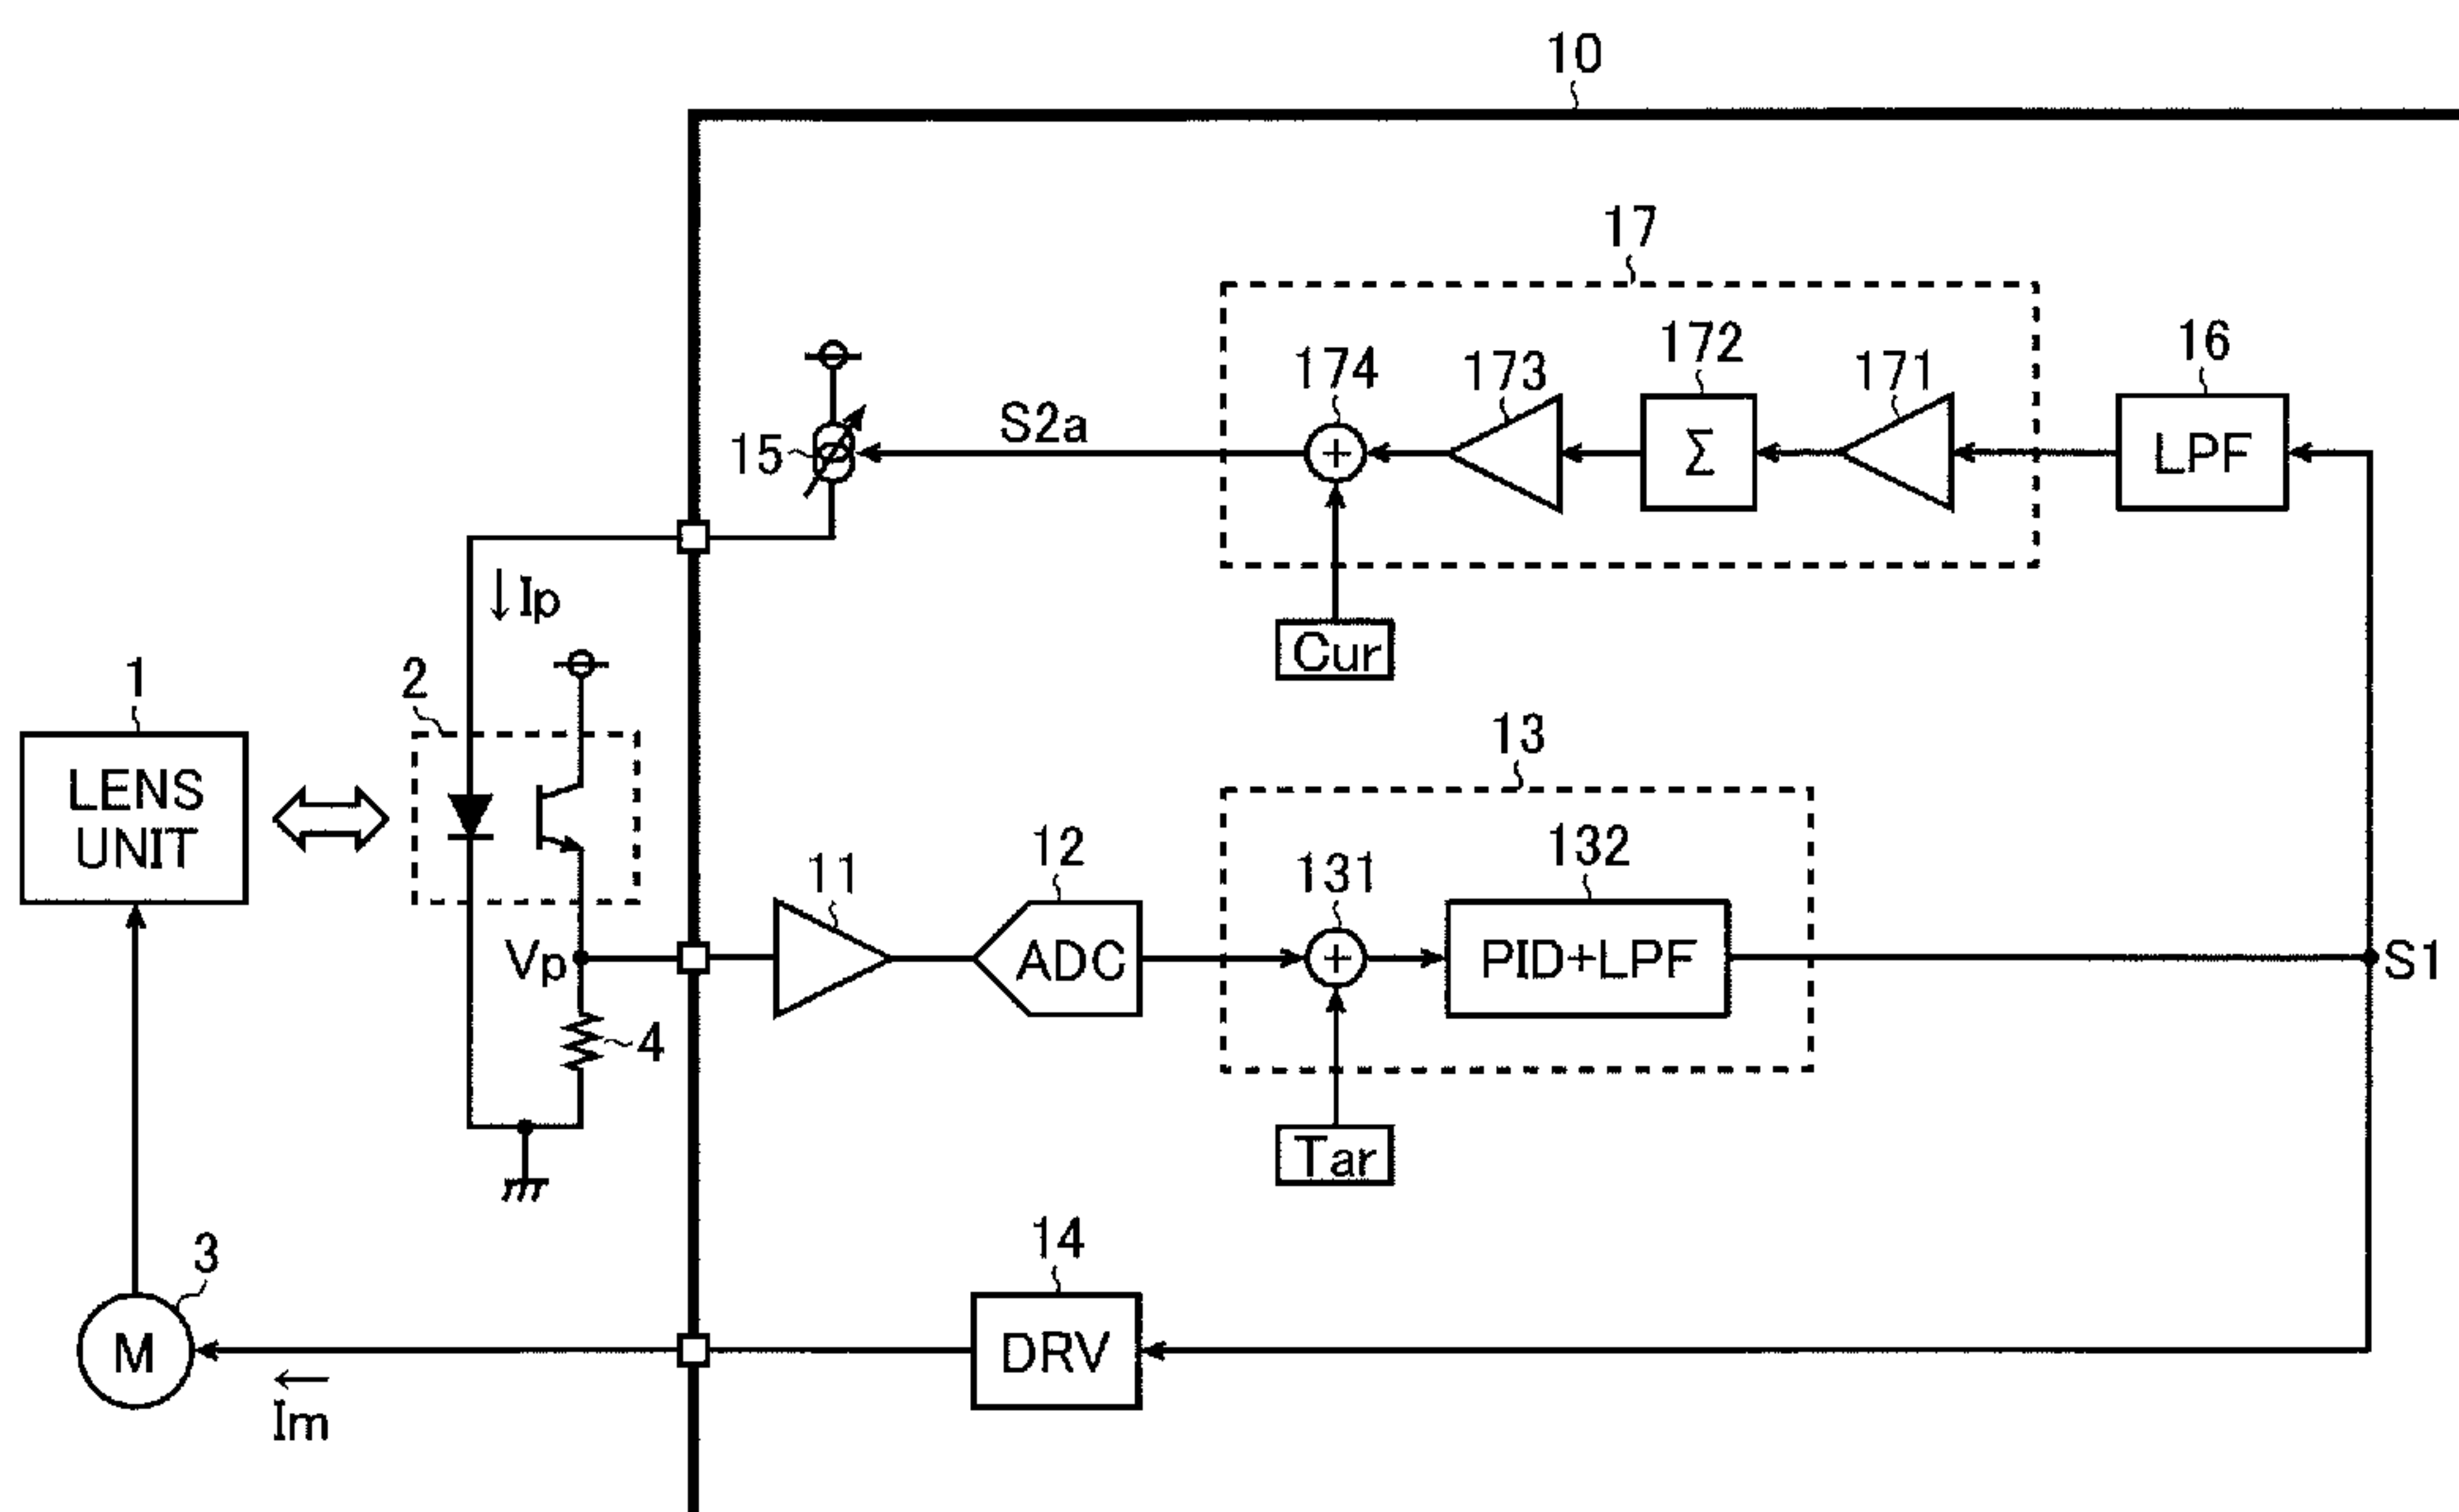 10
17
174
173
172
171
16
S2a
15
Σ
LPF
+
↓Ip
Cur
1
2
LENS
UNIT
13
11
12
131
132
Vp
ADC
+
PID+LPF
S1
4
Tar
14
3
M
DRV
←
Im